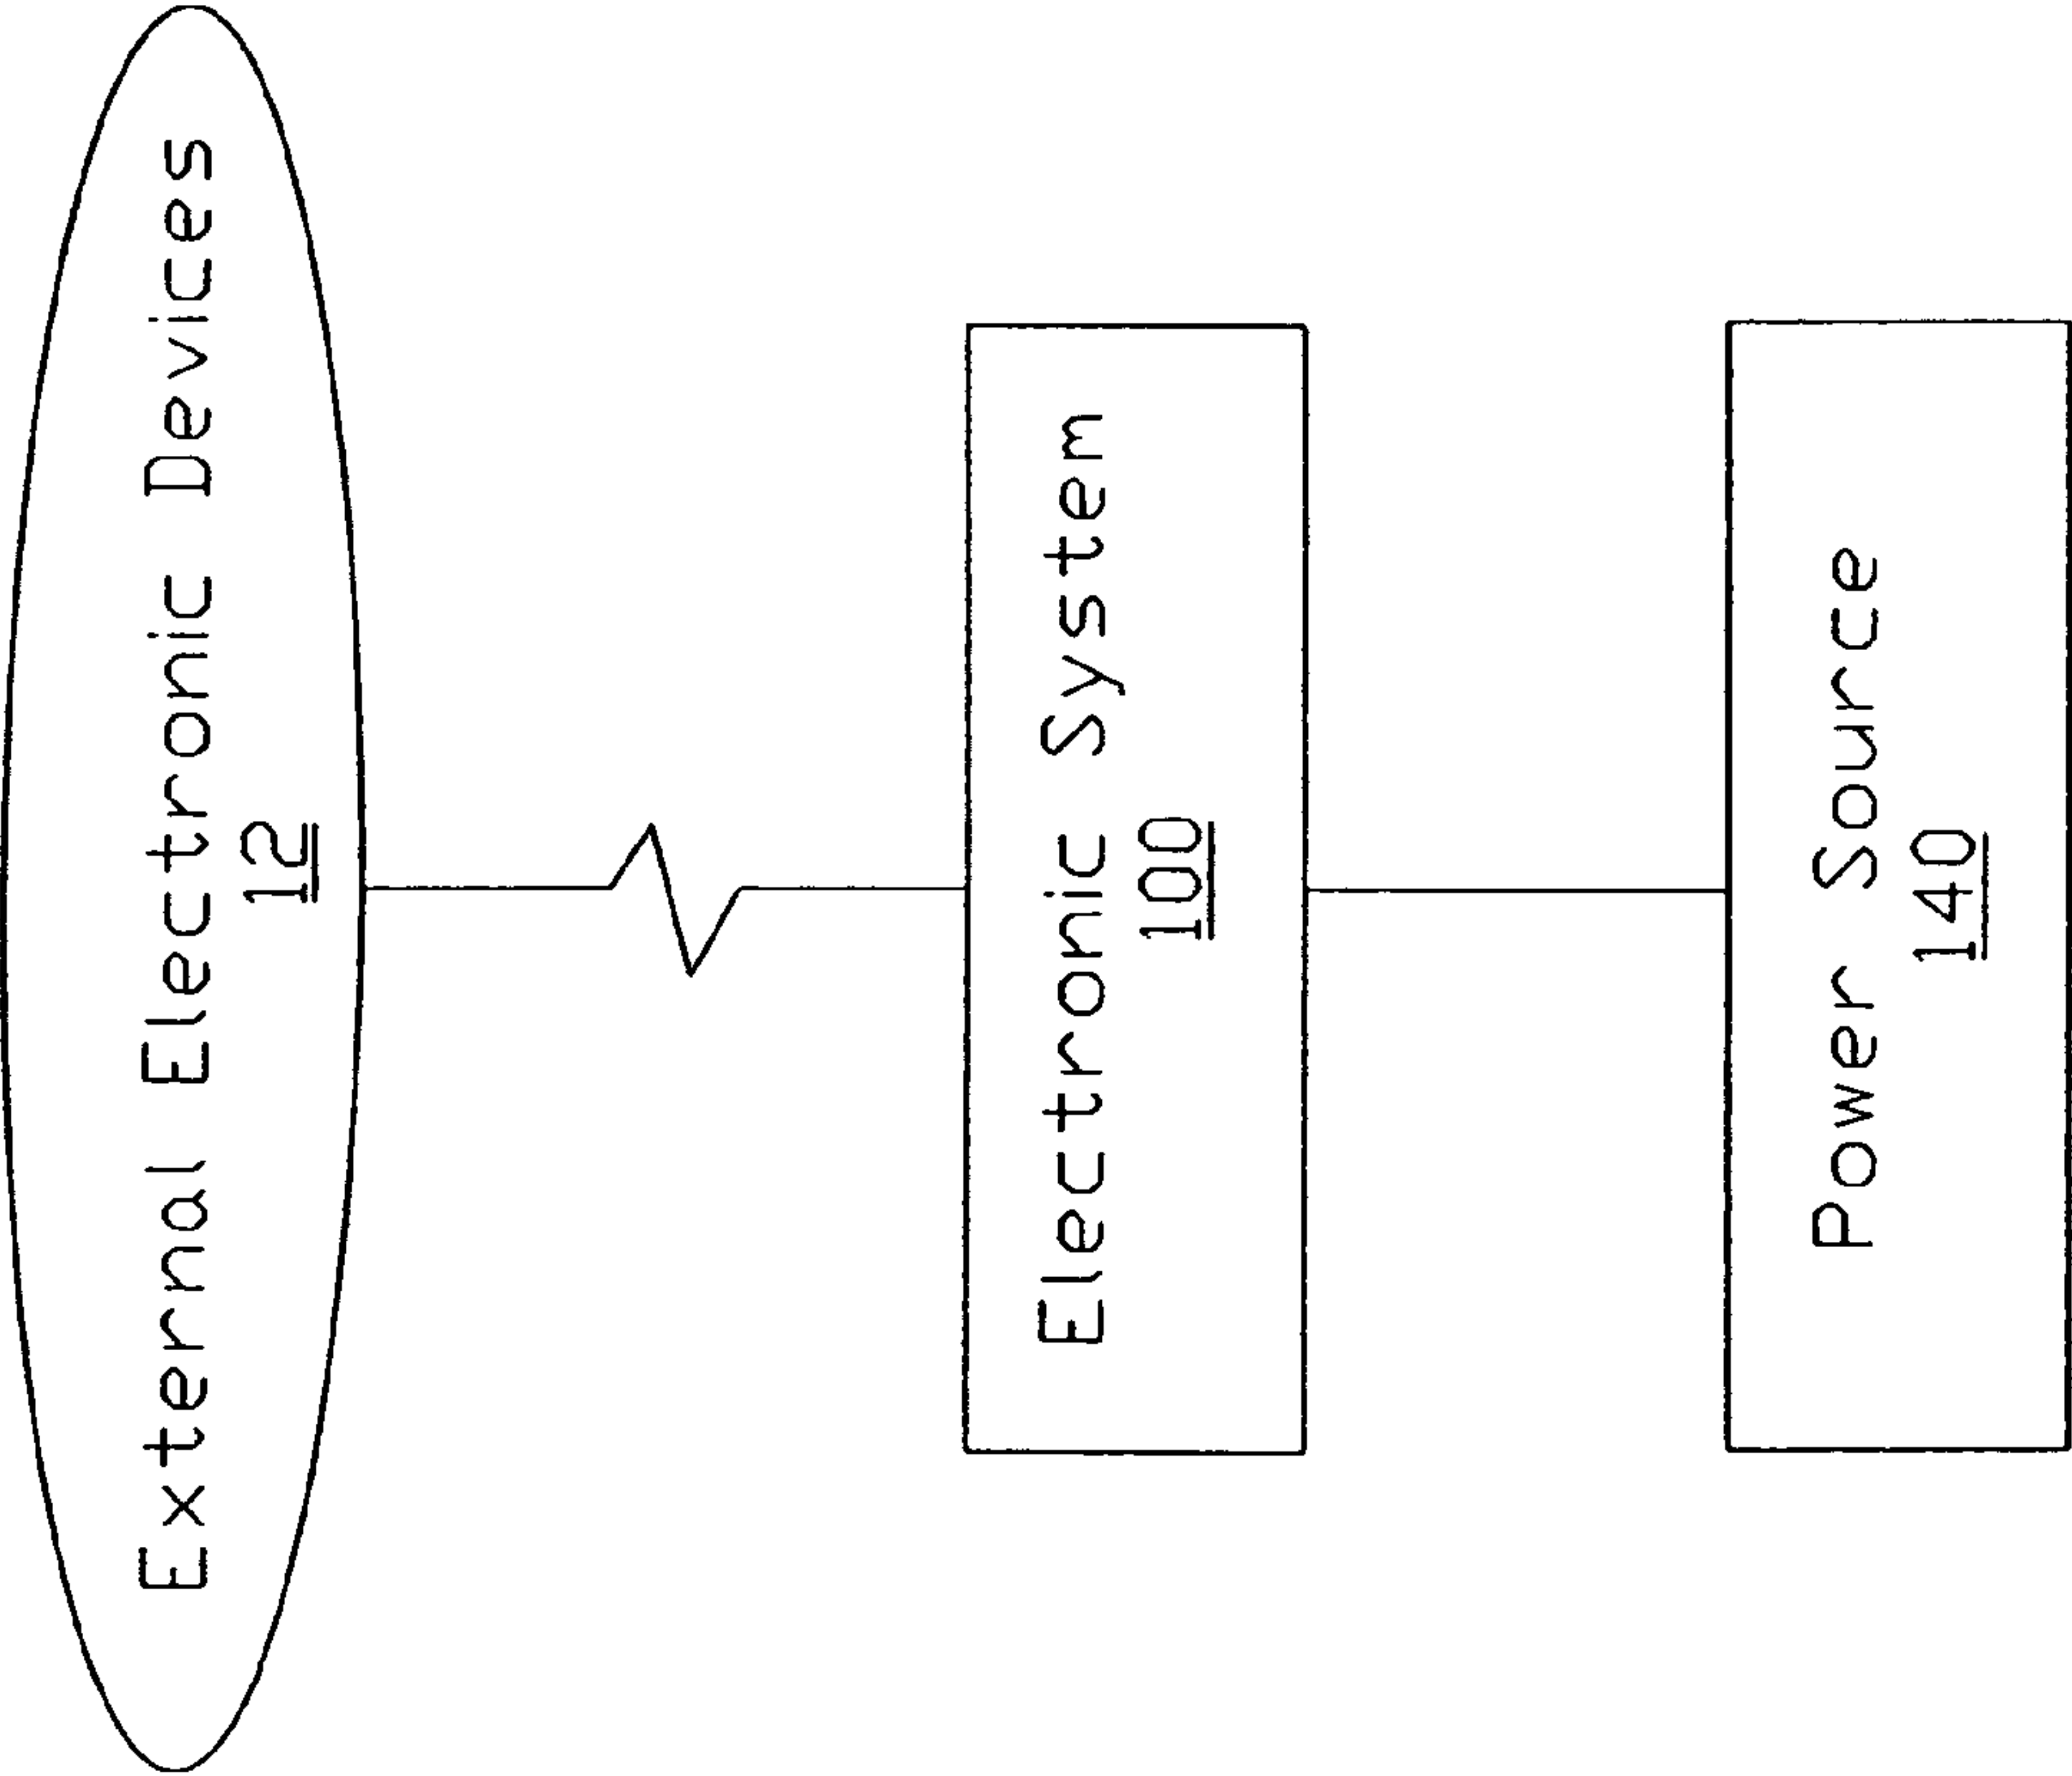 External Electronic Devices
12
Electronic System
100
Power Source
140